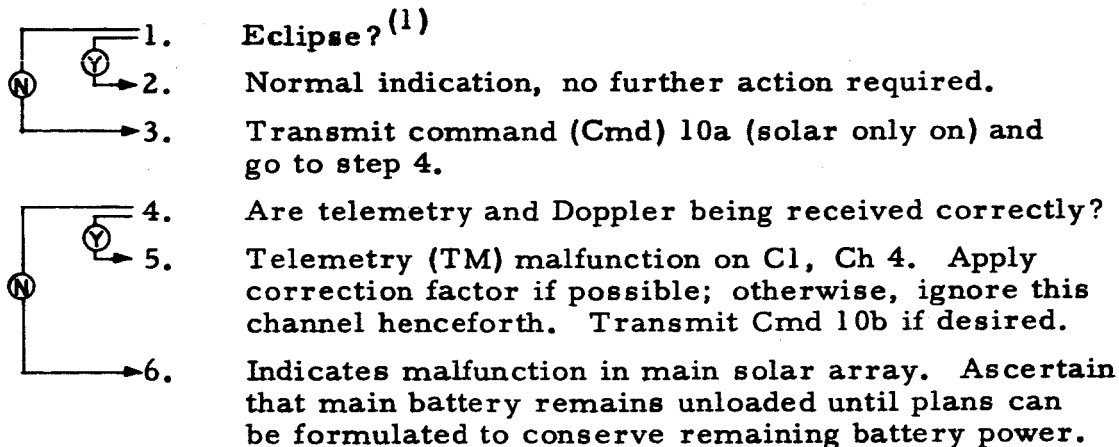 1. Eclipse?(1)
Y
2. Normal indication, no further action required.
N
3. Transmit command (Cmd) 10a (solar only on) and
go to step 4.
4. Are telemetry and Doppler being received correctly?
Y
5. Telemetry (TM) malfunction on C1, Ch 4. Apply
N
correction factor if possible; otherwise, ignore this
channel henceforth. Transmit Cmd 10b if desired.
6. Indicates malfunction in main solar array. Ascertain
that main battery remains unloaded until plans can
be formulated to conserve remaining battery power.